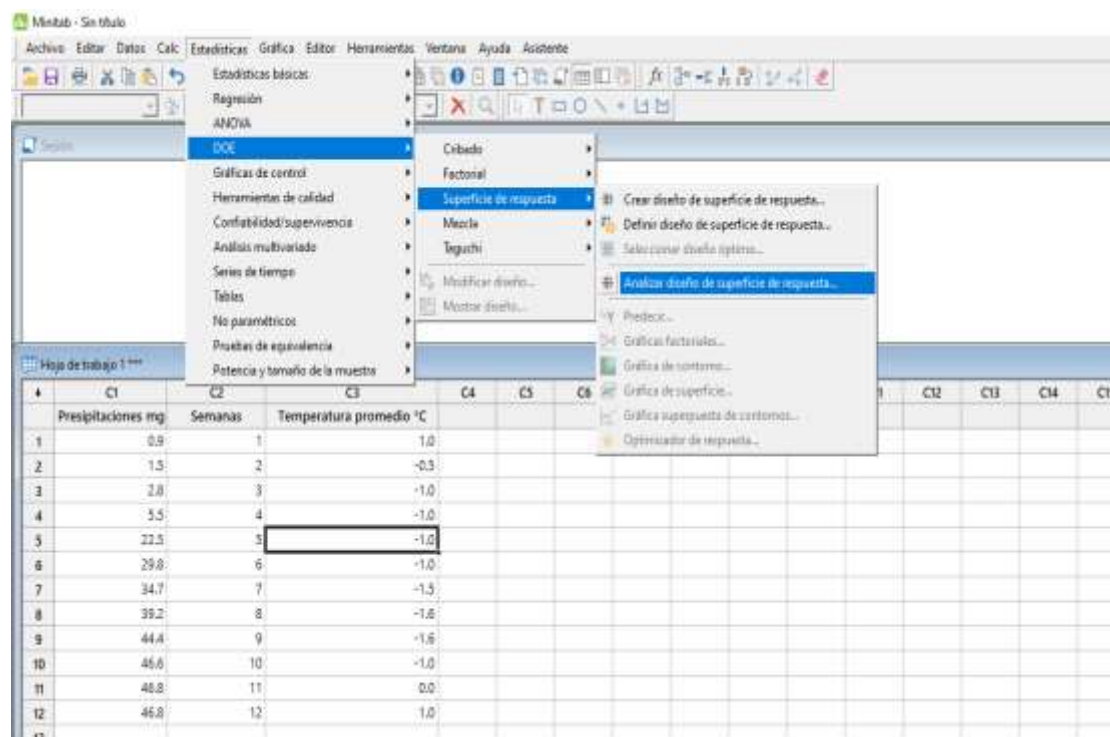 Minitab - Sin título
Archivo Editar Datos Calc Estadísticas Gráfica Editor Herramientas Ventana Ayuda Asistente
Estadísticas básicas
Regresión
ANOVA
DOE
Gráficas de control
Herramientas de calidad
Confiabilidad/supervivencia
Análisis multivariado
Series de tiempo
Tablas
No paramétricos
Pruebas de equivalencia
Potencia y tamaño de la muestra
Cribado
Factorial
Superficie de respuesta
Mezcla
Taguchi
Modificar diseño...
Mostrar diseño...
Crear diseño de superficie de respuesta...
Definir diseño de superficie de respuesta...
Seleccionar diseño óptimo...
Analizar diseño de superficie de respuesta...
Predecir...
Gráficas factoriales...
Gráfica de contorno...
Gráfica de superficie...
Gráfica superpuesta de contornos...
Optimizador de respuesta...
Sesión
Hoja de trabajo 1 ***
C1 C2 C3 C4 C5 C6 C12 C13 C14
Presipitaciones mg Semanas Temperatura promedio °C
1 0.9 1 1.0
2 1.5 2
3 2.8 3 -1.0
4 5.5 4 -1.0
5 22.5 5 -1.0
6 29.8 6 -1.0
7 34.7 7 -1.5
8 39.2 8 -1.6
9 44.4 9 -1.6
10 46.6 10 -1.0
11 46.8 11 0.0
12 46.8 12 1.0